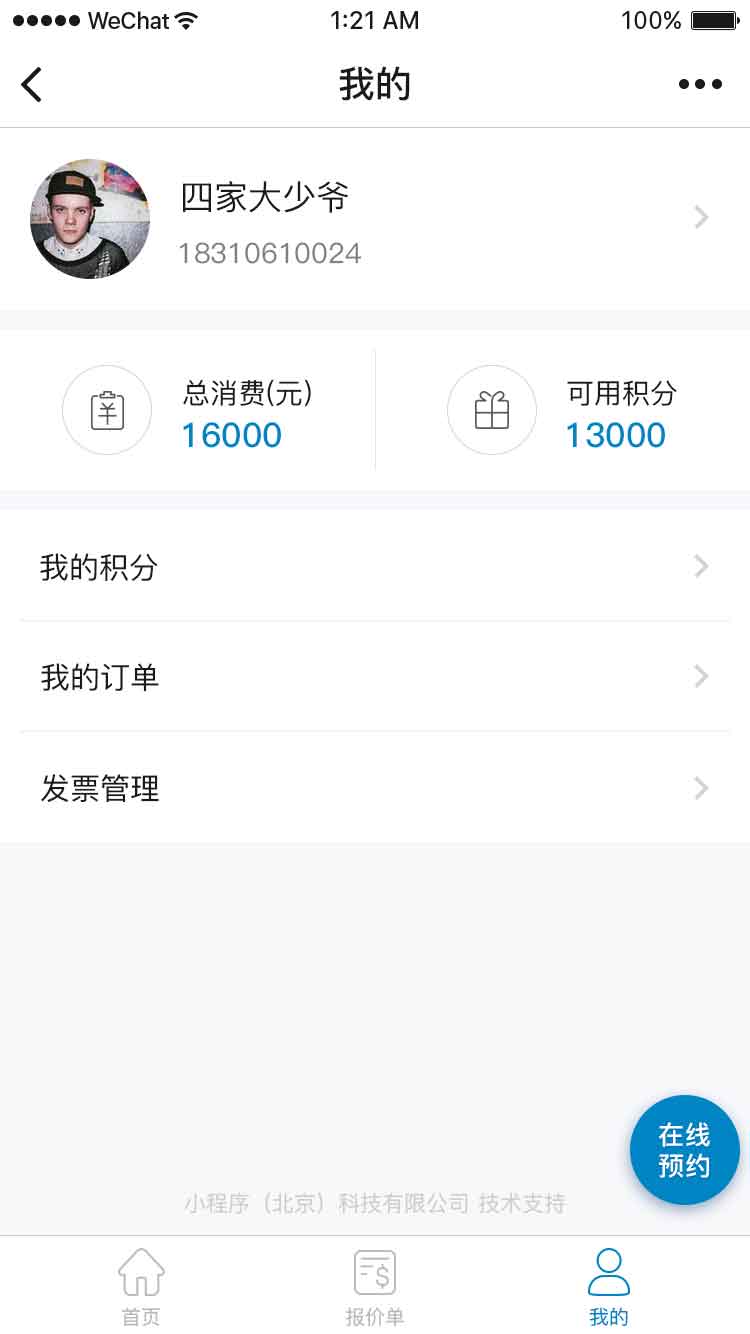 WeChat 1:21 AM 100%
我的
四家大少爷
18310610024
总消费(元) 可用积分
16000 13000
我的积分
我的订单
发票管理
在线
预约
小程序（北京）科技有限公司 技术支持
首页 报价单 我的